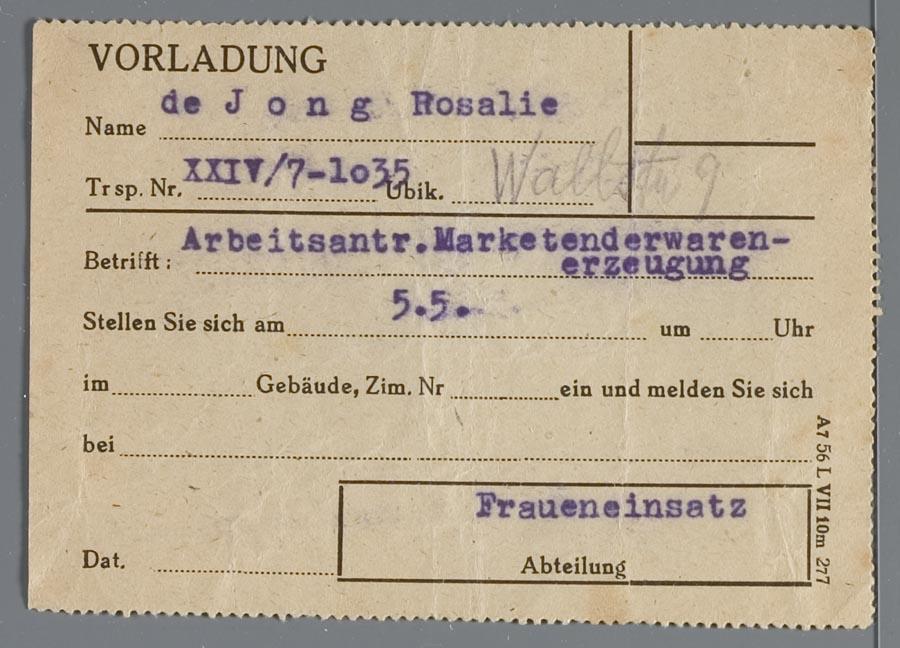 VORLADUNG
de J o n g Rosalie
Name
XXIV/7-1o35
Trsp. Nr. Ubik. Wallstr 9
Arbeitsantr.Marketenderwaren-
erzeugung
Betrifft:
5.5.
Stellen Sie sich am um Uhr
im Gebäude, Zim. Nr ein und melden Sie sich
bei
A7 56 L VII 10m 277
Fraueneinsatz
Dat. Abteilung